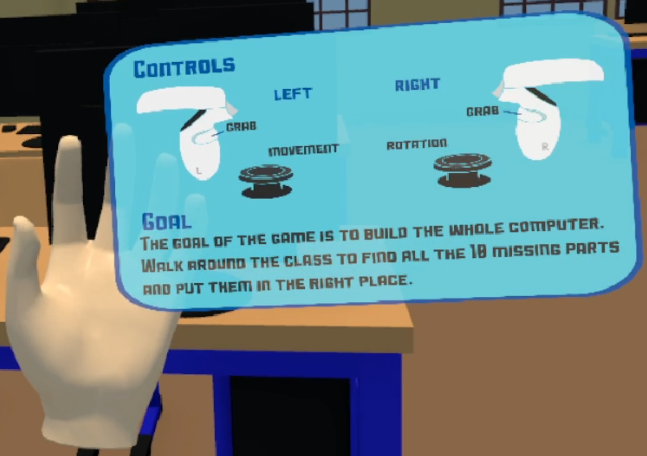 CONTROLS
LEFT
RIGHT
GRAB
GRAB
MOVEMENT
ROTATION
L
R
GOAL
THE GOAL OF THE GAME IS TO BUILD THE WHOLE COMPUTER.
WALK AROUND THE CLASS TO FIND ALL THE 10 MISSING PARTS
AND PUT THEM IN THE RIGHT PLACE.